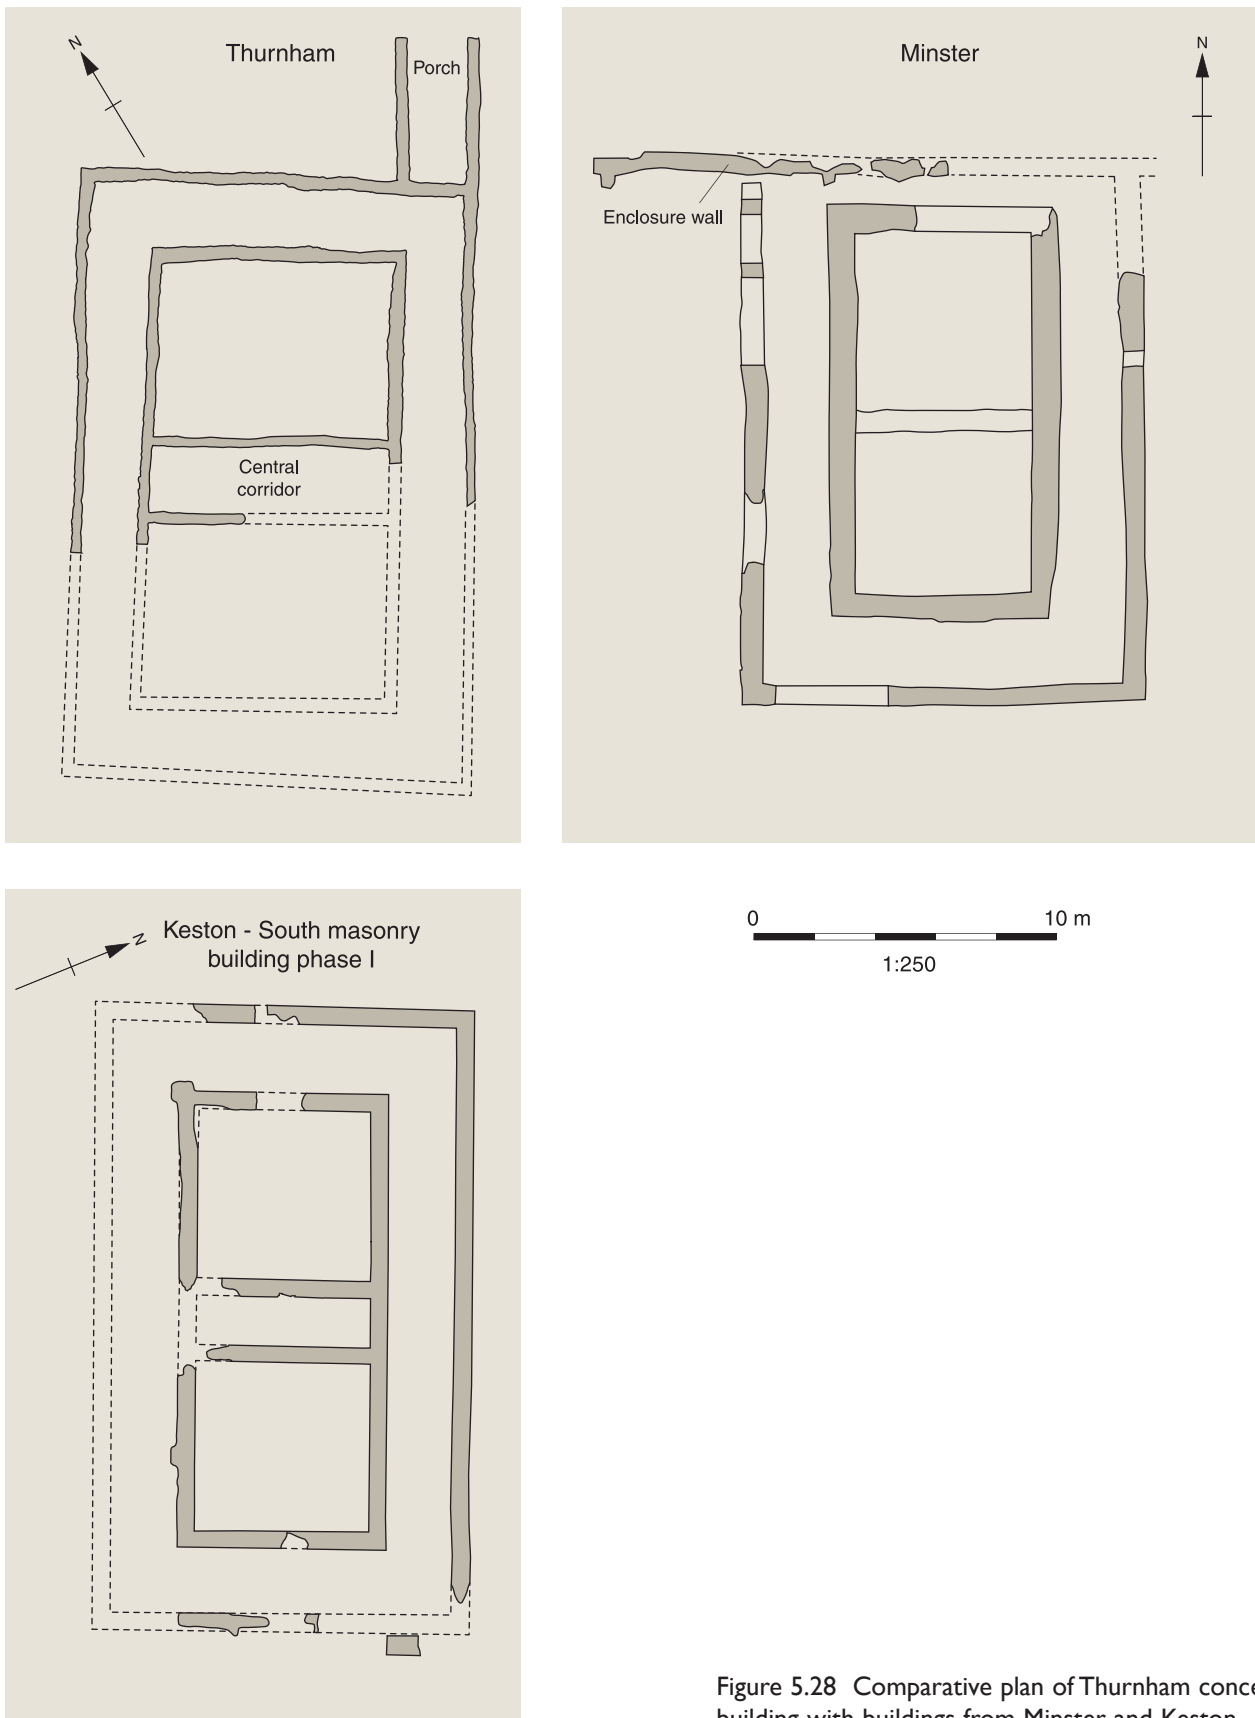 Thurnham
N
Porch
Central
corridor
Minster
N
Enclosure wall
Keston - South masonry
building phase I
N
0 10 m
1:250
Figure 5.28 Comparative plan of Thurnham conce
building with buildings from Minster and Keston